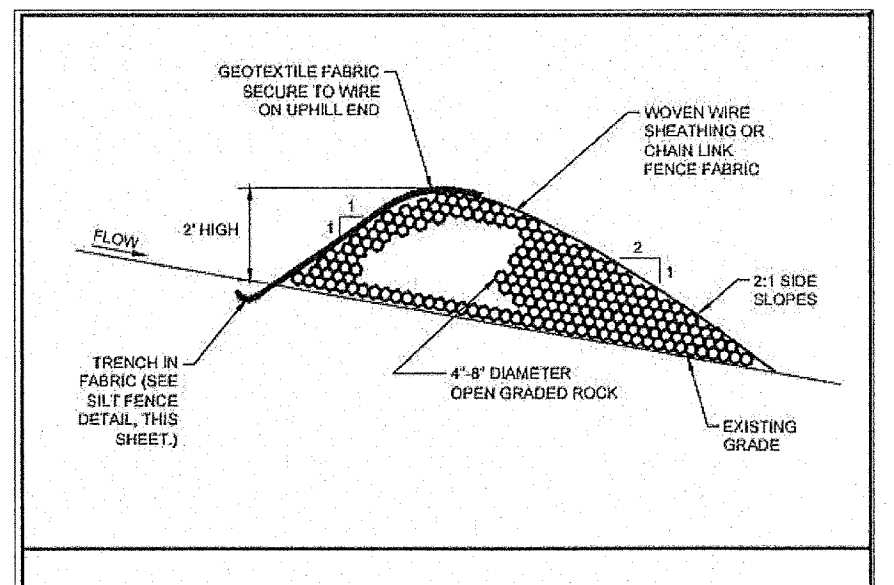 GEOTEXTILE FABRIC
SECURE TO WIRE
ON UPHILL END
WOVEN WIRE
SHEATHING OR
CHAIN LINK
FENCE FABRIC
1
1
2' HIGH
FLOW
2
1
2:1 SIDE
SLOPES
TRENCH IN
FABRIC (SEE
SILT FENCE
DETAIL, THIS
SHEET.)
4"-8" DIAMETER
OPEN GRADED ROCK
EXISTING
GRADE